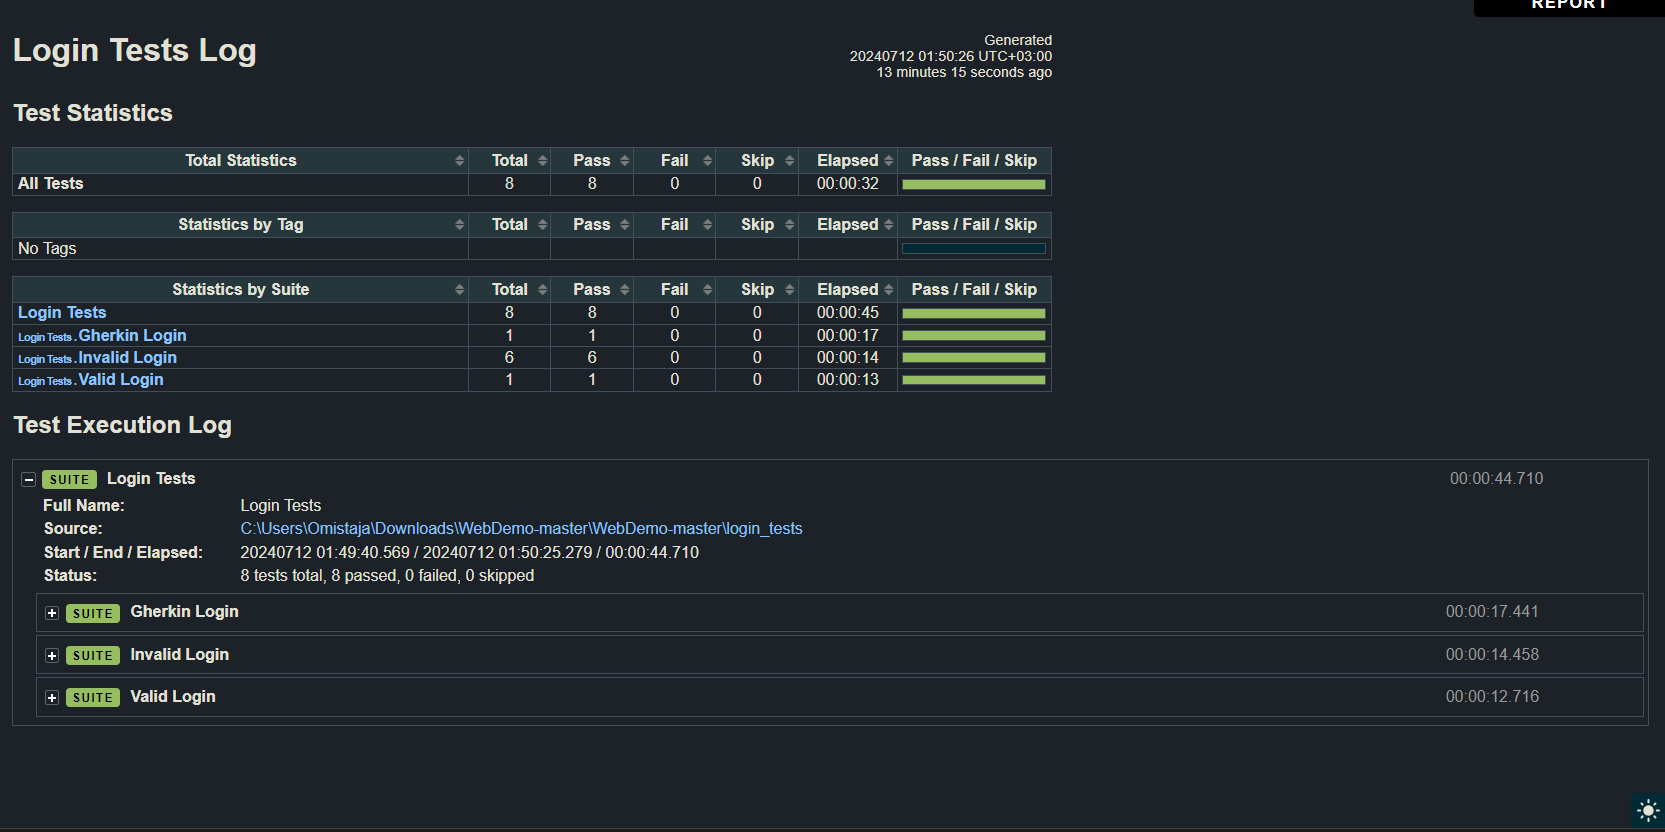 REPORT
Login Tests Log
Generated
20240712 01:50:26 UTC+03:00
13 minutes 15 seconds ago
Test Statistics
Total Statistics Total Pass Fail Skip Elapsed Pass / Fail / Skip
All Tests 8 8 0 0 00:00:32
Statistics by Tag Total Pass Fail Skip Elapsed Pass / Fail / Skip
No Tags
Statistics by Suite Total Pass Fail Skip Elapsed Pass / Fail / Skip
Login Tests 8 8 0 0 00:00:45
Login Tests.Gherkin Login 1 1 0 0 00:00:17
Login Tests.Invalid Login 6 6 0 0 00:00:14
Login Tests.Valid Login 1 1 0 0 00:00:13
Test Execution Log
SUITE Login Tests 00:00:44.710
Full Name: Login Tests
Source: C:\Users\Omistaja\Downloads\WebDemo-master\WebDemo-master\login_tests
Start / End / Elapsed: 20240712 01:49:40.569 / 20240712 01:50:25.279 / 00:00:44.710
Status: 8 tests total, 8 passed, 0 failed, 0 skipped
SUITE Gherkin Login 00:00:17.441
SUITE Invalid Login 00:00:14.458
SUITE Valid Login 00:00:12.716